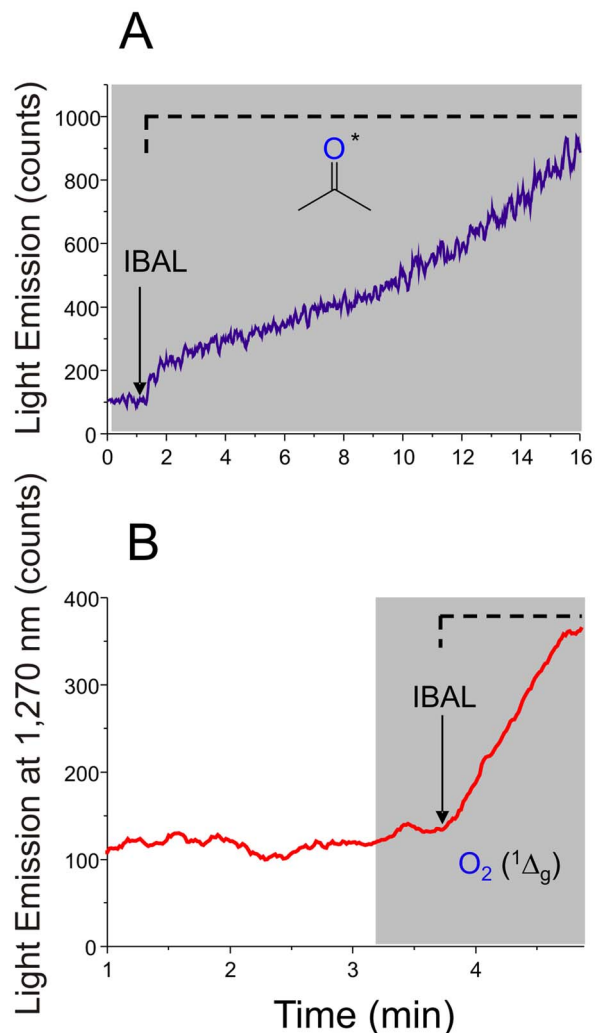 A
Light Emission (counts)
1000
800
600
400
200
0
O*
IBAL
0 2 4 6 8 10 12 14 16
B
Light Emission at 1,270 nm (counts)
400
300
200
100
0
IBAL
O₂ (¹Δg)
1 2 3 4
Time (min)